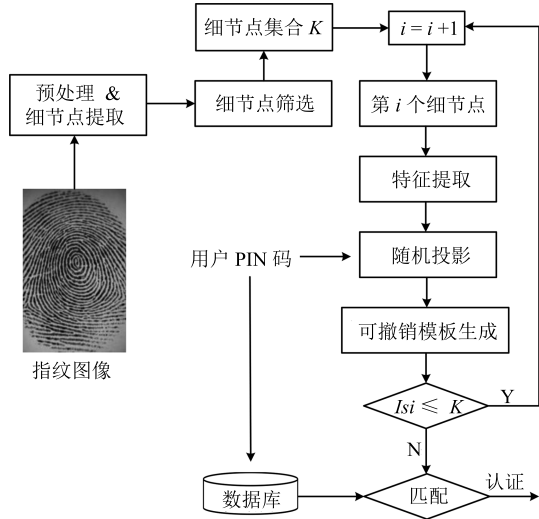 细节点集合 K
i = i +1
预处理 &
细节点提取
细节点筛选
第 i 个细节点
特征提取
用户 PIN 码
随机投影
可撤销模板生成
指纹图像
Isi ≤ K
Y
N
数据库
匹配
认证